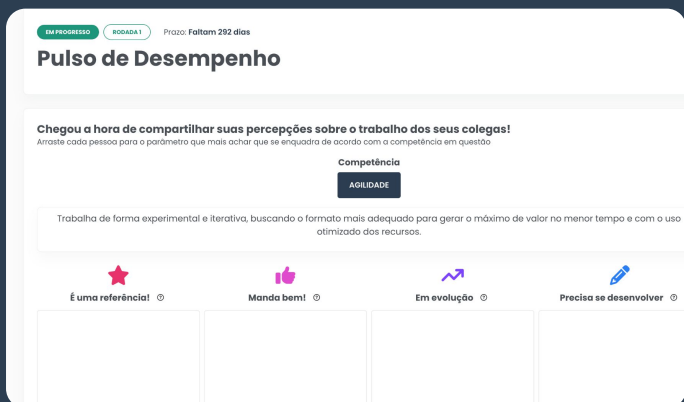 EM PROGRESSO RODADA 1 Prazo: Faltam 292 dias
Pulso de Desempenho
Chegou a hora de compartilhar suas percepções sobre o trabalho dos seus colegas!
Arraste cada pessoa para o parâmetro que mais achar que se enquadra de acordo com a competência em questão
Competência
AGILIDADE
Trabalha de forma experimental e iterativa, buscando o formato mais adequado para gerar o máximo de valor no menor tempo e com o uso
otimizado dos recursos.
É uma referência! ? Manda bem! ? Em evolução ? Precisa se desenvolver ?